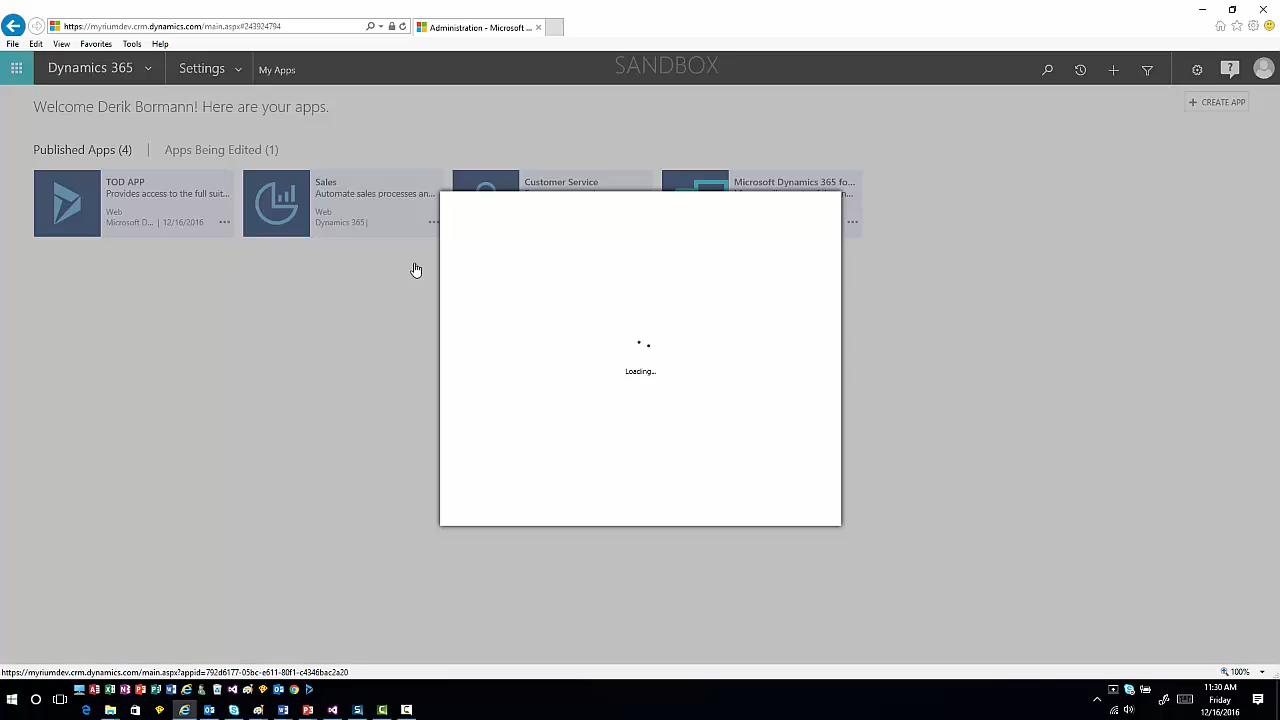 https://myriumdev.crm.dynamics.com/main.aspx#243924794
Administration - Microsoft ...
File Edit View Favorites Tools Help
Dynamics 365 Settings My Apps SANDBOX
Welcome Derik Bormann! Here are your apps.
+ CREATE APP
Published Apps (4) | Apps Being Edited (1)
TOD APP
Provides access to the full suit...
Web
Microsoft D... | 12/16/2016
Sales
Automate sales processes an...
Web
Dynamics 365|
Customer Service
Microsoft Dynamics 365 fo...
Loading...
https://myriumdev.crm.dynamics.com/main.aspx?appid=792d6177-05bc-e611-80f1-c4346bac2a20
100%
11:30 AM
Friday
12/16/2016